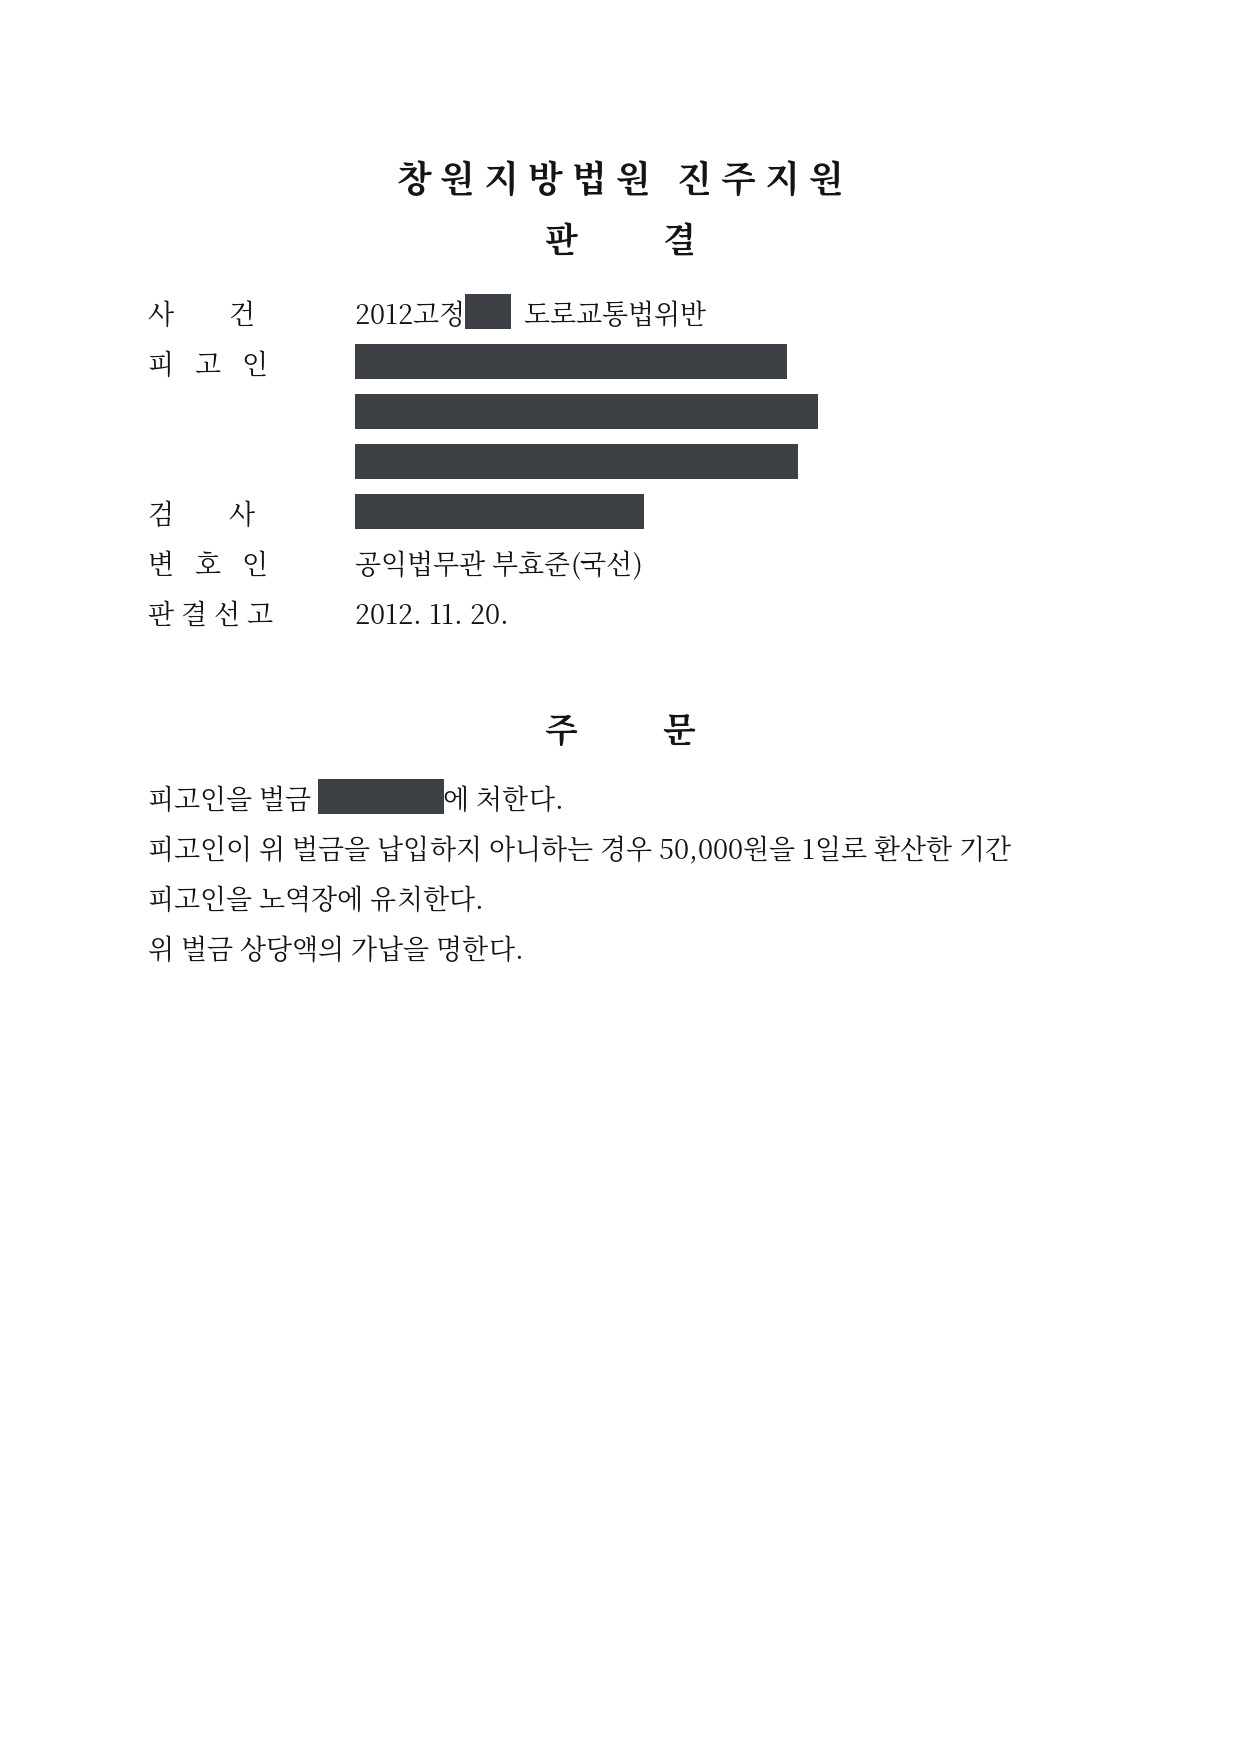 창원지방법원 진주지원
판 결
사 건 2012고정 도로교통법위반
피 고 인
검 사
변 호 인 공익법무관 부효준(국선)
판결선고 2012. 11. 20.
주 문
피고인을 벌금 에 처한다.
피고인이 위 벌금을 납입하지 아니하는 경우 50,000원을 1일로 환산한 기간
피고인을 노역장에 유치한다.
위 벌금 상당액의 가납을 명한다.